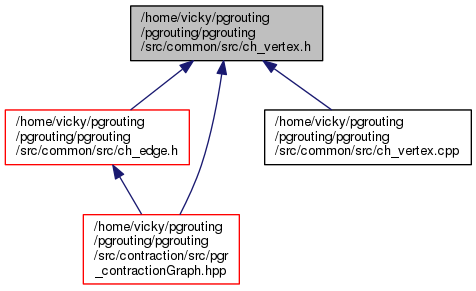 /home/vicky/pgrouting
/pgrouting/pgrouting
/src/common/src/ch_vertex.h
/home/vicky/pgrouting
/pgrouting/pgrouting
/src/common/src/ch_edge.h
/home/vicky/pgrouting
/pgrouting/pgrouting
/src/common/src/ch_vertex.cpp
/home/vicky/pgrouting
/pgrouting/pgrouting
/src/contraction/src/pgr
_contractionGraph.hpp